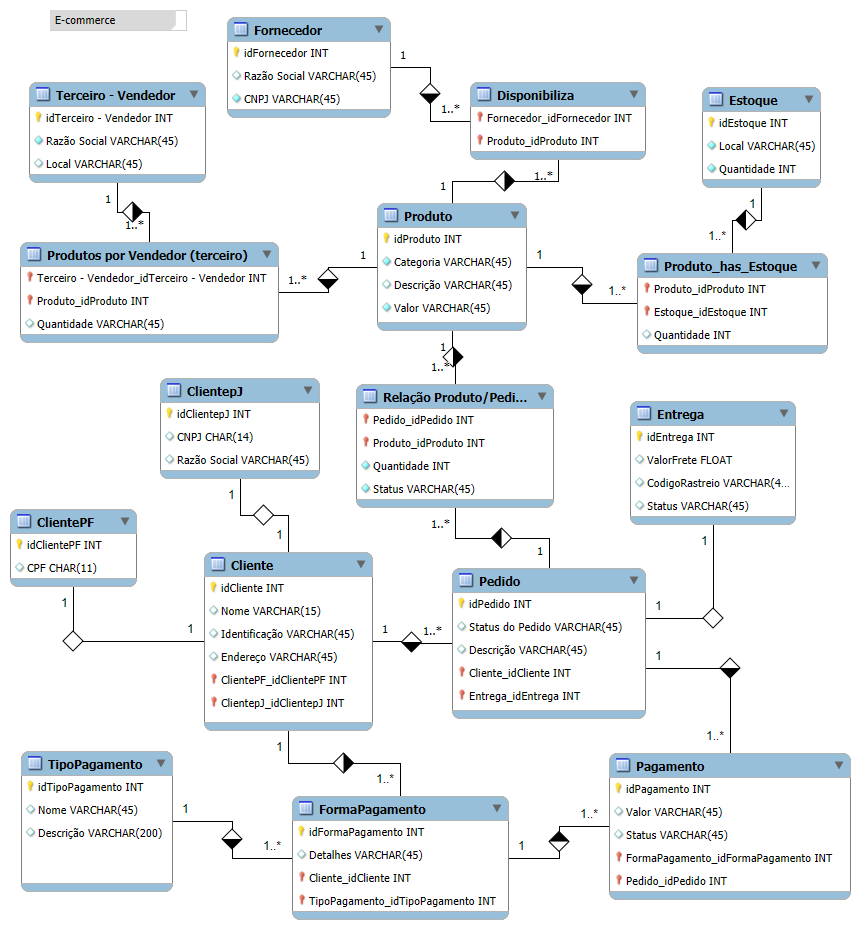 E-commerce
Fornecedor
idFornecedor INT
Razão Social VARCHAR(45)
CNPJ VARCHAR(45)
1
1..*
Terceiro - Vendedor
idTerceiro - Vendedor INT
Razão Social VARCHAR(45)
Local VARCHAR(45)
1
1..*
Disponibiliza
Fornecedor_idFornecedor INT
Produto_idProduto INT
1..*
1
Estoque
idEstoque INT
Local VARCHAR(45)
Quantidade INT
1
1..*
Produtos por Vendedor (terceiro)
Terceiro - Vendedor_idTerceiro - Vendedor INT
Produto_idProduto INT
Quantidade VARCHAR(45)
1..*
1
Produto
idProduto INT
Categoria VARCHAR(45)
Descrição VARCHAR(45)
Valor VARCHAR(45)
1
1..*
Produto_has_Estoque
Produto_idProduto INT
Estoque_idEstoque INT
Quantidade INT
1
1..*
ClientepJ
idClientepJ INT
CNPJ CHAR(14)
Razão Social VARCHAR(45)
1
1
Relação Produto/Pedi...
Pedido_idPedido INT
Produto_idProduto INT
Quantidade INT
Status VARCHAR(45)
1..*
1
Entrega
idEntrega INT
ValorFrete FLOAT
CodigoRastreio VARCHAR(4...
Status VARCHAR(45)
1
1
ClientePF
idClientePF INT
CPF CHAR(11)
1
1
Cliente
idCliente INT
Nome VARCHAR(15)
Identificação VARCHAR(45)
Endereço VARCHAR(45)
ClientePF_idClientePF INT
ClientepJ_idClientepJ INT
1
1..*
Pedido
idPedido INT
Status do Pedido VARCHAR(45)
Descrição VARCHAR(45)
Cliente_idCliente INT
Entrega_idEntrega INT
1
1..*
1
1..*
TipoPagamento
idTipoPagamento INT
Nome VARCHAR(45)
Descrição VARCHAR(200)
1
1..*
FormaPagamento
idFormaPagamento INT
Detalhes VARCHAR(45)
Cliente_idCliente INT
TipoPagamento_idTipoPagamento INT
1
1..*
Pagamento
idPagamento INT
Valor VARCHAR(45)
Status VARCHAR(45)
FormaPagamento_idFormaPagamento INT
Pedido_idPedido INT